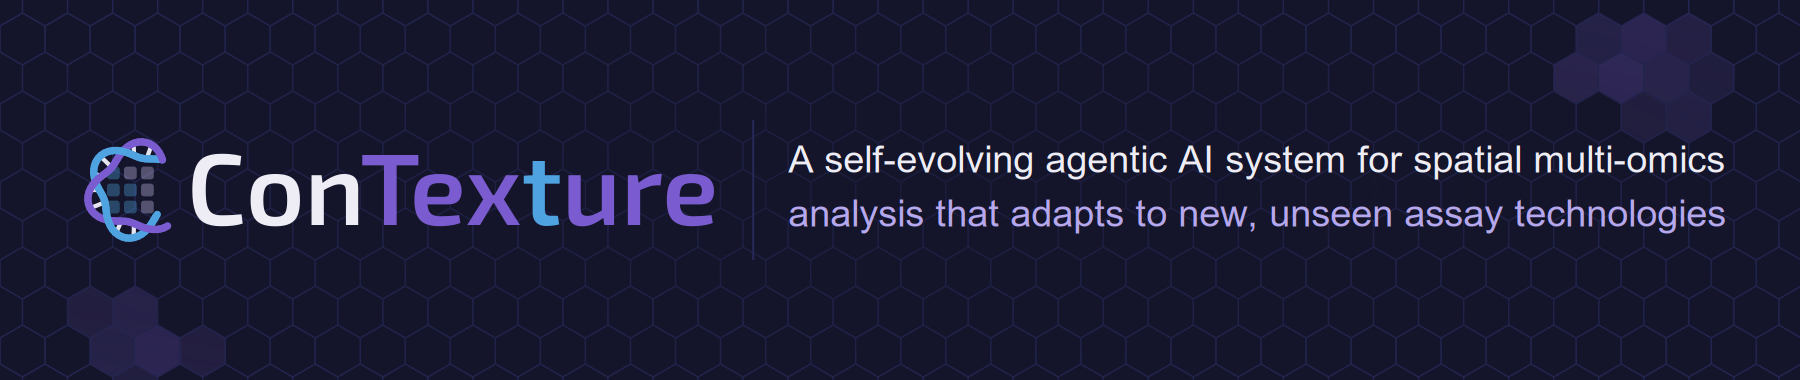 ConTexture
A self-evolving agentic AI system for spatial multi-omics
analysis that adapts to new, unseen assay technologies